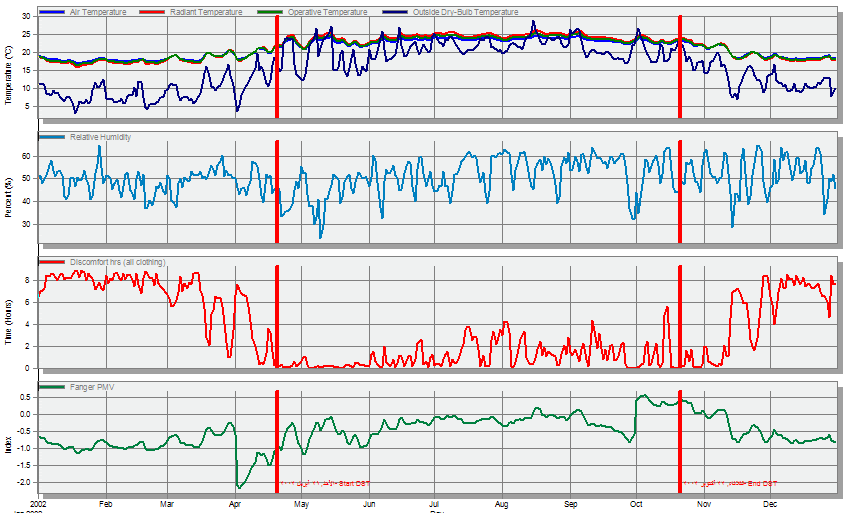 Air Temperature Radiant Temperature Operative Temperature Outside Dry-Bulb Temperature
Temperature (°C)
30
25
20
15
10
5
Relative Humidity
Percent (%)
60
50
40
30
Discomfort hrs (all clothing)
Time (Hours)
8
6
4
2
0
Fanger PMV
Index
0.5
0.0
-0.5
-1.0
-1.5
-2.0
Start DST
End DST
2002 Feb Mar Apr May Jun Jul Aug Sep Oct Nov Dec